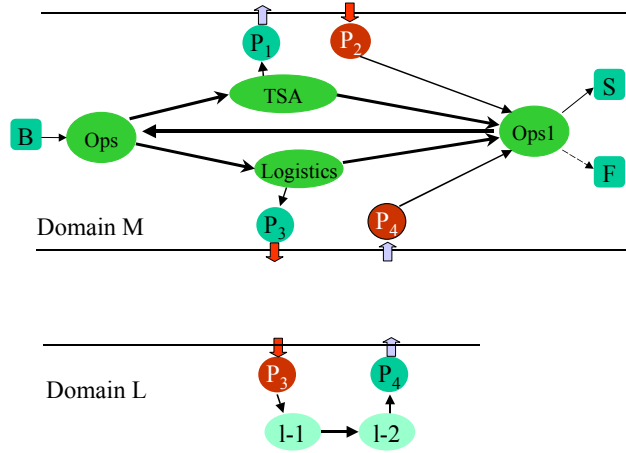 P1
P2
TSA
S
B
Ops
Ops1
Logistics
F
P3
P4
Domain M
P3
P4
Domain L
l-1
l-2